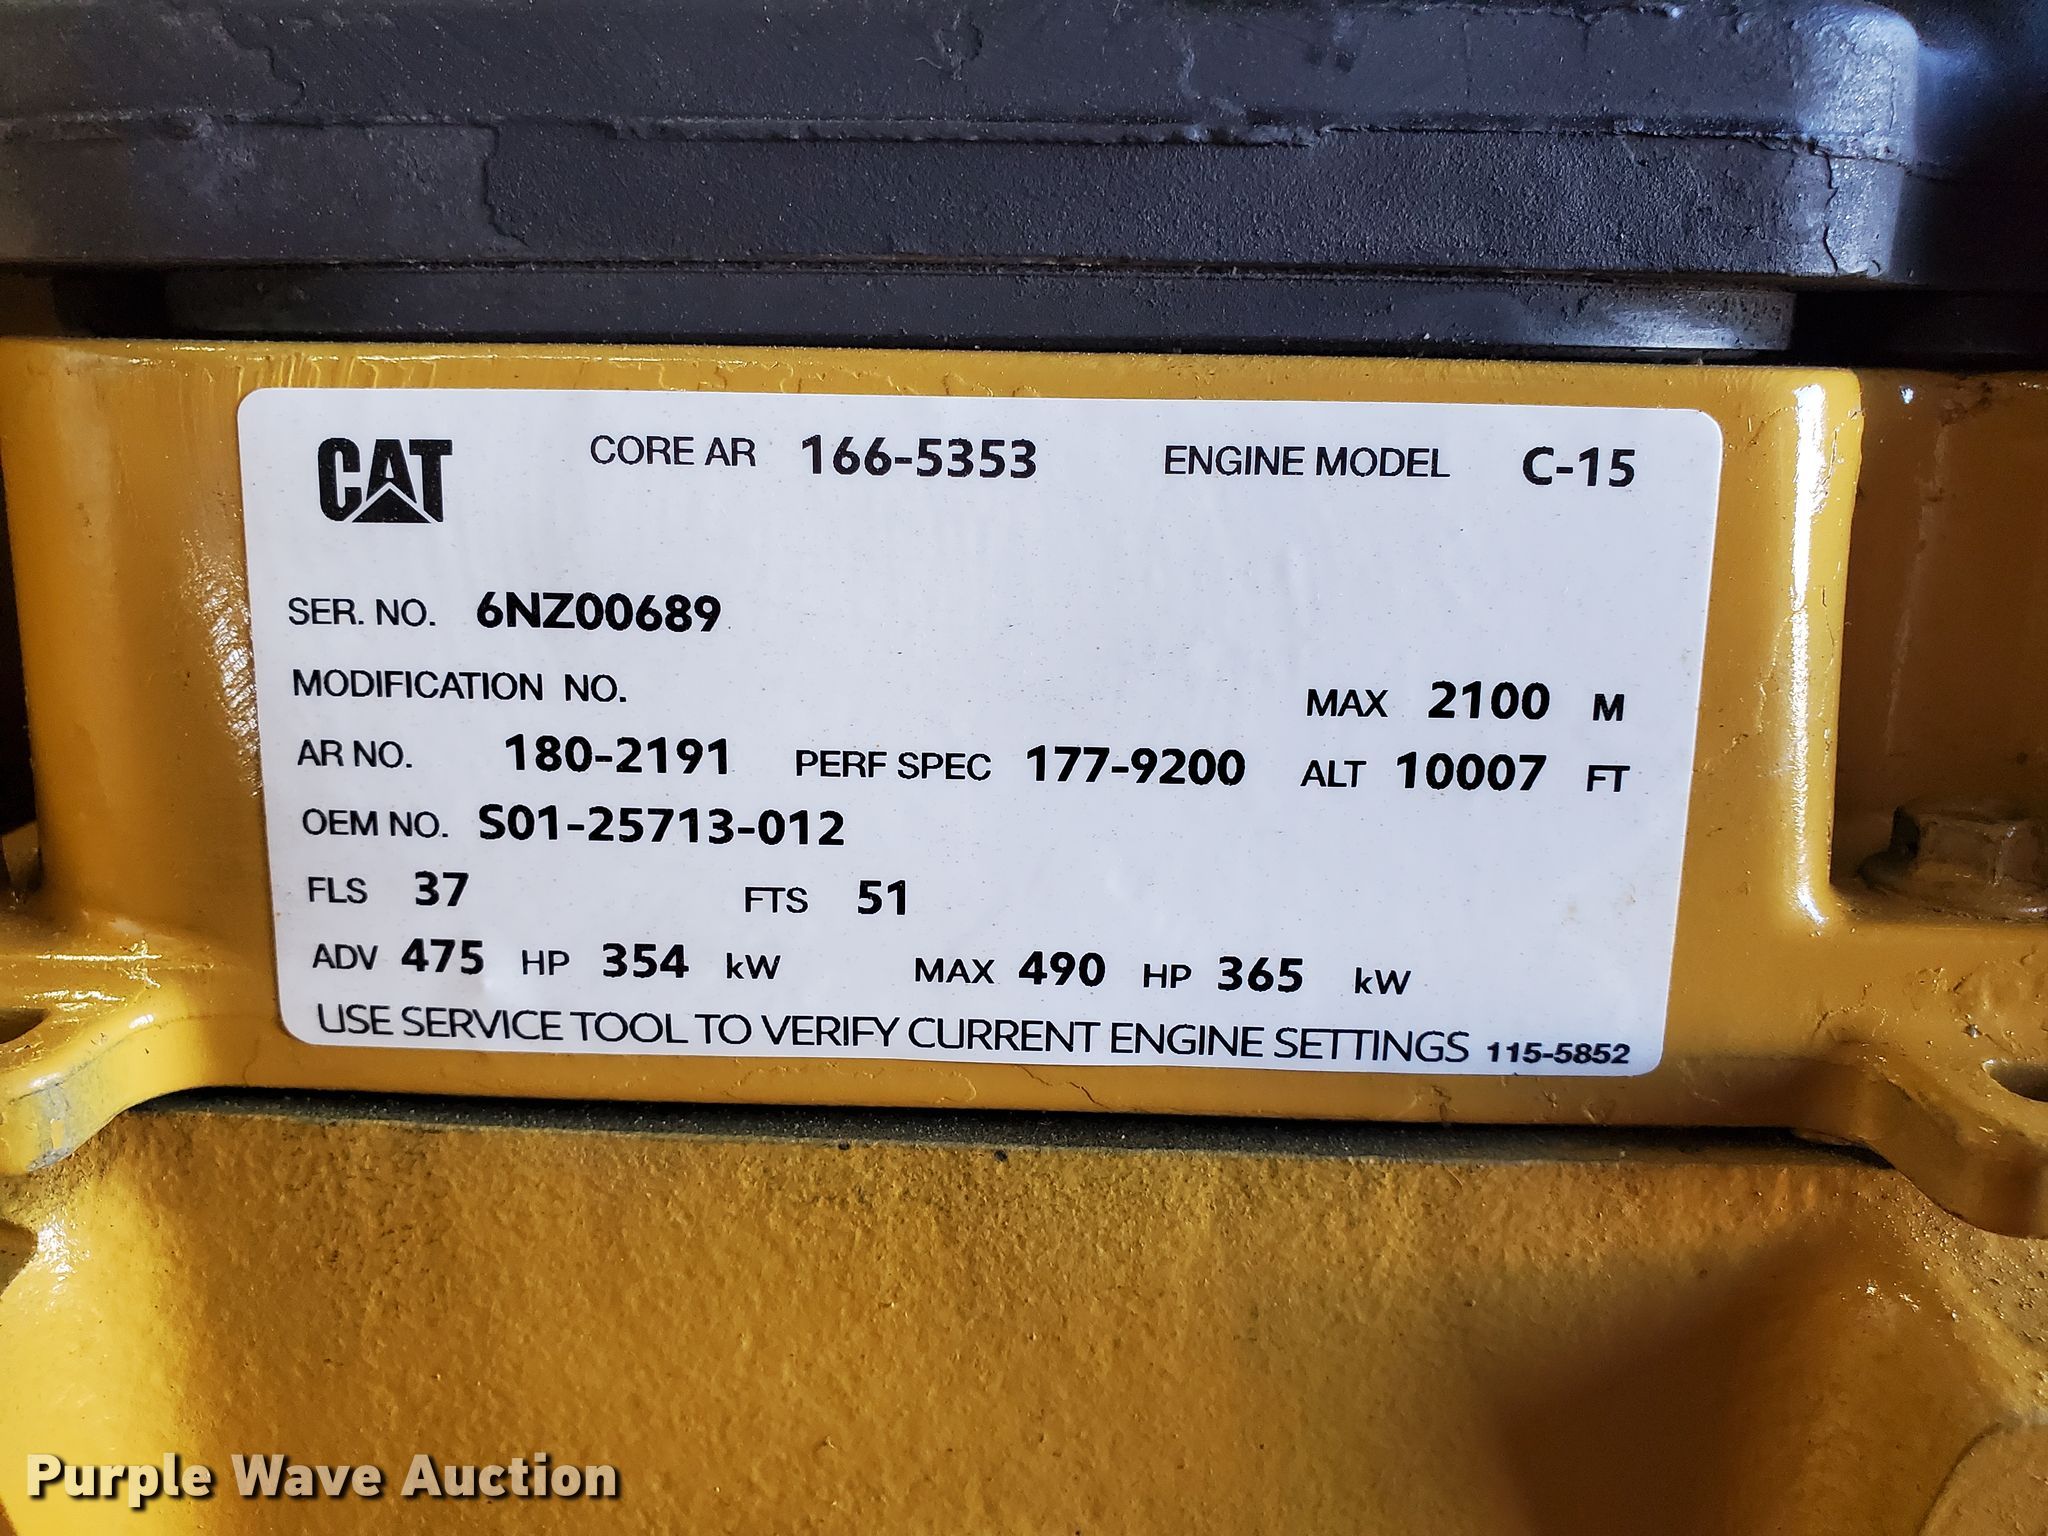 CAT CORE AR 166-5353 ENGINE MODEL C-15
SER. NO. 6NZ00689
MODIFICATION NO. MAX 2100 M
AR NO. 180-2191 PERF SPEC 177-9200 ALT 10007 FT
OEM NO. S01-25713-012
FLS 37 FTS 51
ADV 475 HP 354 kW MAX 490 HP 365 kW
USE SERVICE TOOL TO VERIFY CURRENT ENGINE SETTINGS 115-5852
Purple Wave Auction